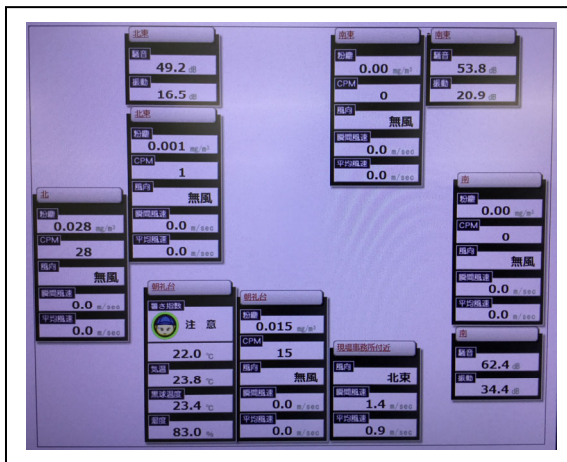 北東
騒音
49.2 dB
振動
16.5 dB
北東
粉塵
0.001 mg/m³
CPM
1
風向
無風
瞬間風速
0.0 m/sec
平均風速
0.0 m/sec
南東
粉塵
0.00 mg/m³
CPM
0
風向
無風
瞬間風速
0.0 m/sec
平均風速
0.0 m/sec
南東
騒音
53.8 dB
振動
20.9 dB
北
粉塵
0.028 mg/m³
CPM
28
風向
無風
瞬間風速
0.0 m/sec
平均風速
0.0 m/sec
南
粉塵
0.00 mg/m³
CPM
0
風向
無風
瞬間風速
0.0 m/sec
平均風速
0.0 m/sec
朝礼台
暑さ指数
注 意
22.0 ℃
気温
23.8 ℃
黒球温度
23.4 ℃
湿度
83.0 %
朝礼台
粉塵
0.015 mg/m³
CPM
15
風向
無風
瞬間風速
0.0 m/sec
平均風速
0.0 m/sec
現場事務所付近
風向
北東
瞬間風速
1.4 m/sec
平均風速
0.9 m/sec
南
騒音
62.4 dB
振動
34.4 dB